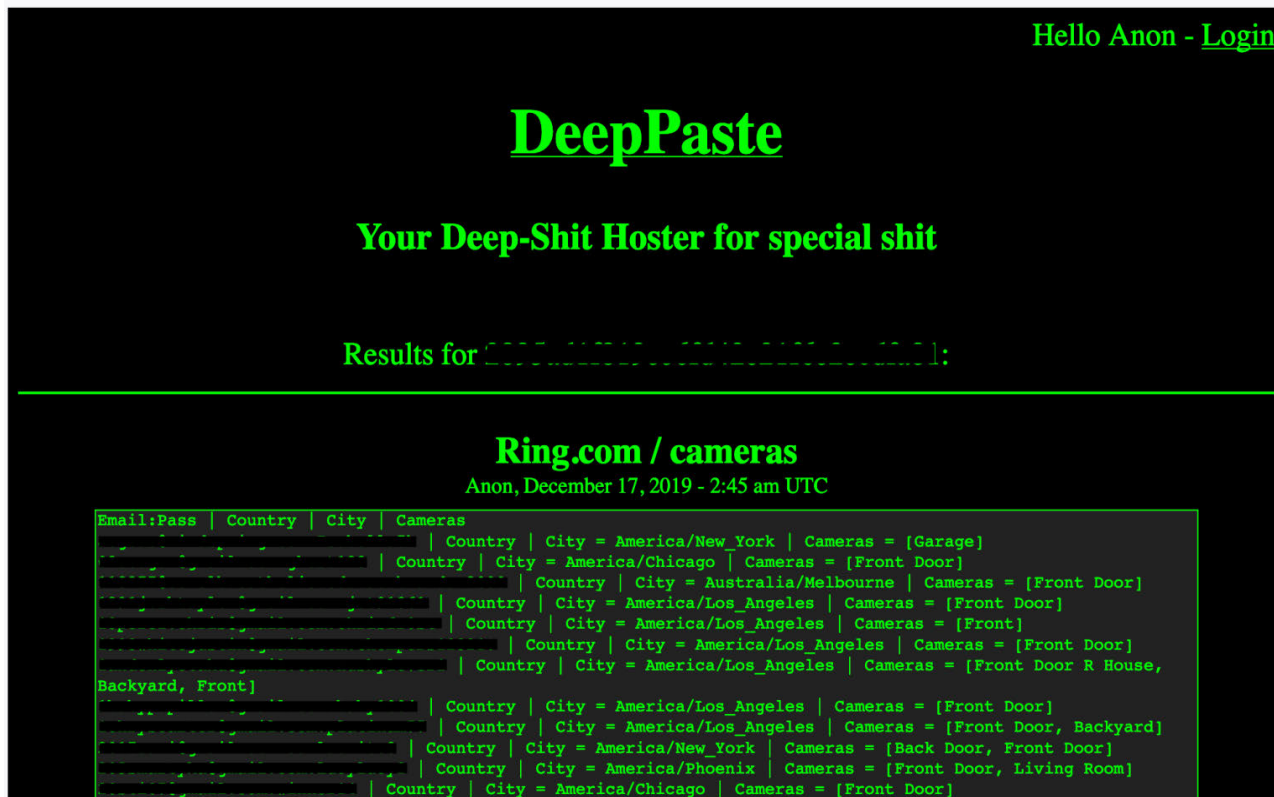 Hello Anon - Login
DeepPaste
Your Deep-Shit Hoster for special shit
Results for :
Ring.com / cameras
Anon, December 17, 2019 - 2:45 am UTC
Email:Pass | Country | City | Cameras
| Country | City = America/New_York | Cameras = [Garage]
| Country | City = America/Chicago | Cameras = [Front Door]
| Country | City = Australia/Melbourne | Cameras = [Front Door]
| Country | City = America/Los_Angeles | Cameras = [Front Door]
| Country | City = America/Los_Angeles | Cameras = [Front]
| Country | City = America/Los_Angeles | Cameras = [Front Door]
| Country | City = America/Los_Angeles | Cameras = [Front Door R House,
Backyard, Front]
| Country | City = America/Los_Angeles | Cameras = [Front Door]
| Country | City = America/Los_Angeles | Cameras = [Front Door, Backyard]
| Country | City = America/New_York | Cameras = [Back Door, Front Door]
| Country | City = America/Phoenix | Cameras = [Front Door, Living Room]
| Country | City = America/Chicago | Cameras = [Front Door]